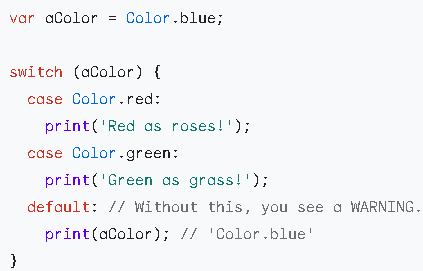 var aColor = Color.blue;
switch (aColor) {
case Color.red:
print('Red as roses!');
case Color.green:
print('Green as grass!');
default: // Without this, you see a WARNING.
print(aColor); // 'Color.blue'
}